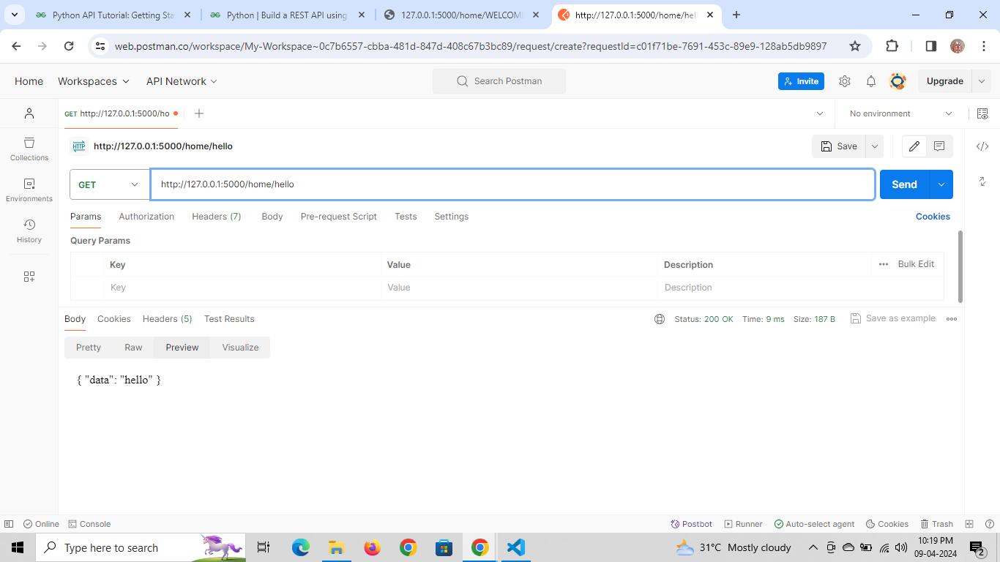 Python API Tutorial: Getting Sta
Python | Build a REST API using
127.0.0.1:5000/home/WELCOM
http://127.0.0.1:5000/home/hel
web.postman.co/workspace/My-Workspace~0c7b6557-cbba-481d-847d-408c67b3bc89/request/create?requestId=c01f71be-7691-453c-89e9-128ab5db9897
Home Workspaces API Network Search Postman Invite Upgrade
GET http://127.0.0.1:5000/ho No environment
HTTP http://127.0.0.1:5000/home/hello Save
Collections
GET http://127.0.0.1:5000/home/hello Send
Environments
Params Authorization Headers (7) Body Pre-request Script Tests Settings Cookies
History
Query Params
Key Value Description Bulk Edit
Key Value Description
Body Cookies Headers (5) Test Results Status: 200 OK Time: 9 ms Size: 187 B Save as example
Pretty Raw Preview Visualize
{ "data": "hello" }
Online Console Postbot Runner Auto-select agent Cookies Trash
Type here to search 31°C Mostly cloudy 10:19 PM
09-04-2024 2